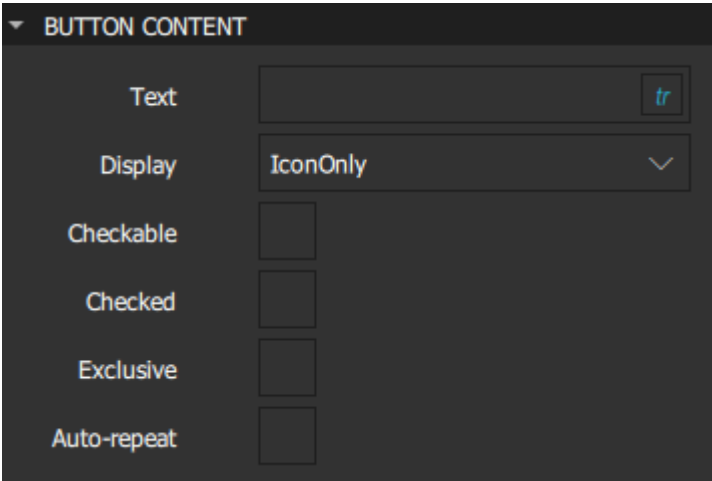 BUTTON CONTENT
Text tr
Display IconOnly
Checkable
Checked
Exclusive
Auto-repeat